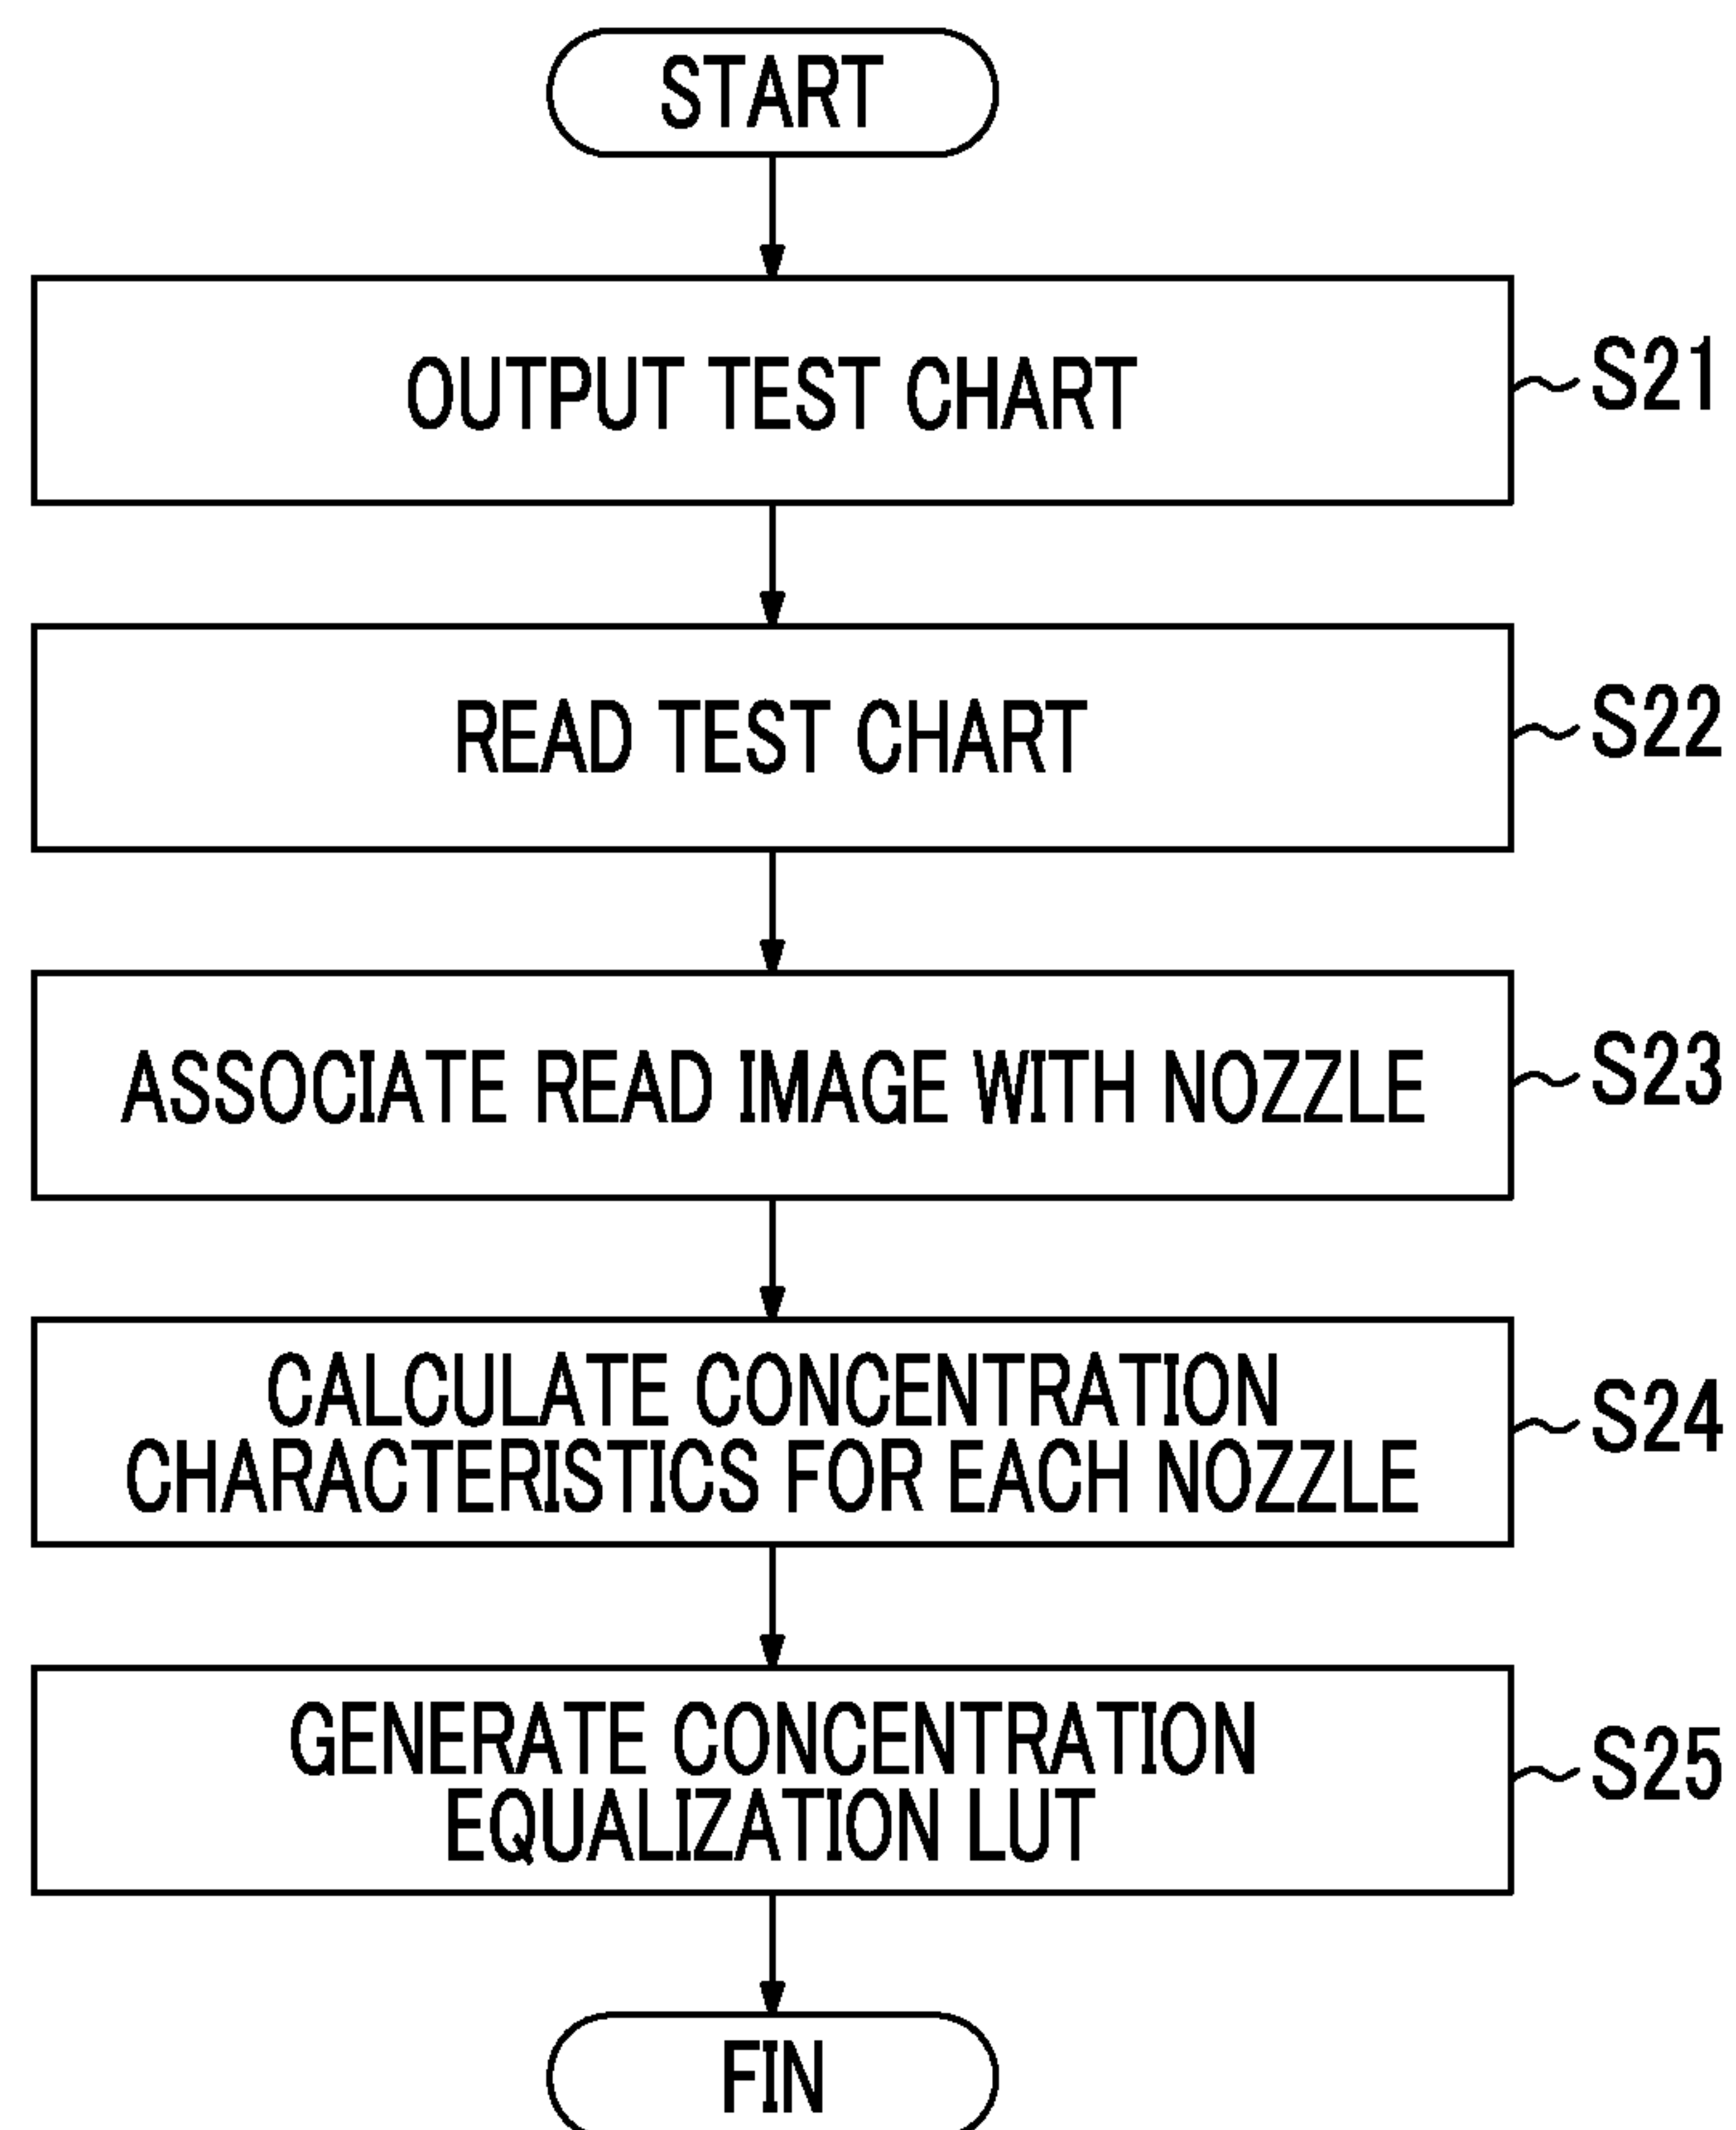 START
OUTPUT TEST CHART
S21
READ TEST CHART
S22
ASSOCIATE READ IMAGE WITH NOZZLE
S23
CALCULATE CONCENTRATION
CHARACTERISTICS FOR EACH NOZZLE
S24
GENERATE CONCENTRATION
EQUALIZATION LUT
S25
FIN